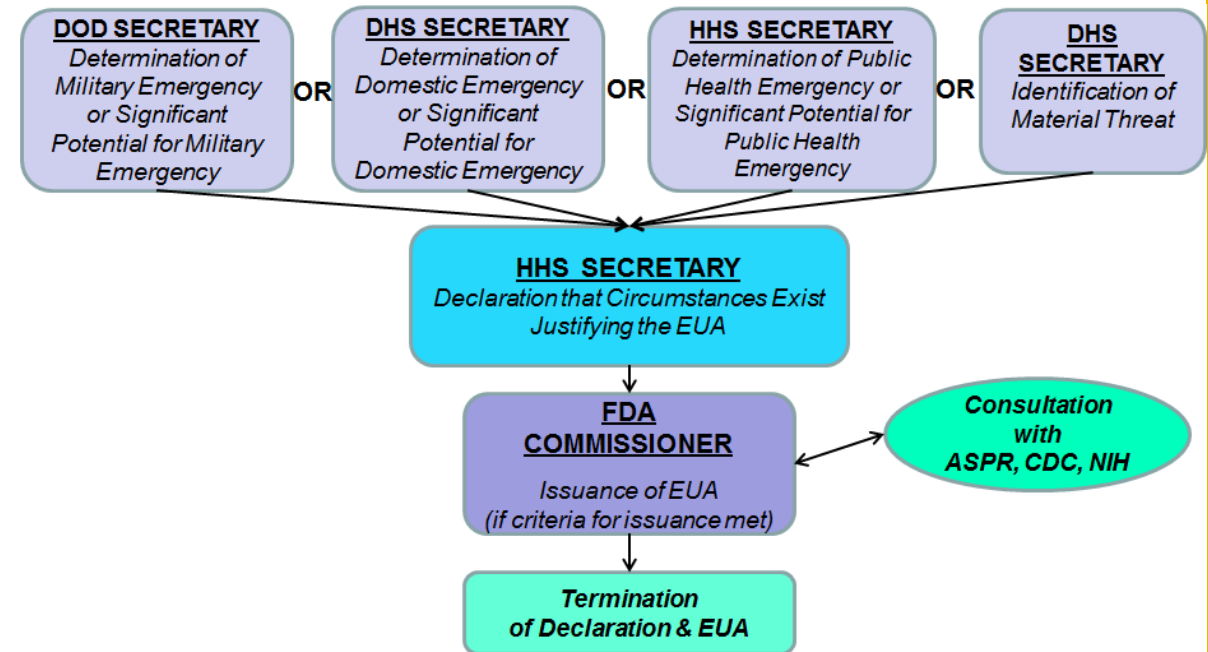 DOD SECRETARY
Determination of
Military Emergency
or Significant
Potential for Military
Emergency
OR
DHS SECRETARY
Determination of
Domestic Emergency
or Significant
Potential for
Domestic Emergency
OR
HHS SECRETARY
Determination of Public
Health Emergency or
Significant Potential for
Public Health
Emergency
OR
DHS
SECRETARY
Identification of
Material Threat
HHS SECRETARY
Declaration that Circumstances Exist
Justifying the EUA
FDA
COMMISSIONER
Issuance of EUA
(if criteria for issuance met)
Consultation
with
ASPR, CDC, NIH
Termination
of Declaration & EUA